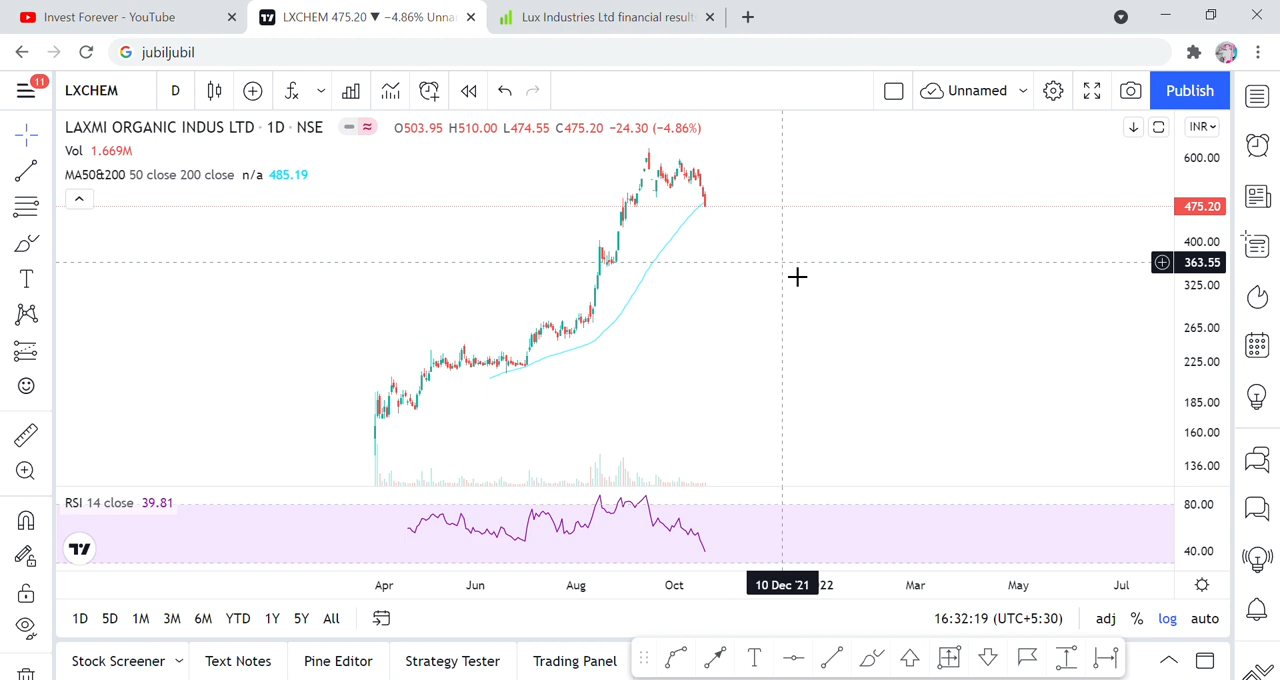 Invest Forever - YouTube
LXCHEM 475.20 ▼ −4.86% Unna
Lux Industries Ltd financial result
jubiljubil
11
LXCHEM
D
Unnamed
Publish
LAXMI ORGANIC INDUS LTD · 1D · NSE
O503.95 H510.00 L474.55 C475.20 −24.30 (−4.86%)
INR
Vol 1.669M
MA50&200 50 close 200 close n/a 485.19
600.00
475.20
400.00
363.55
325.00
265.00
225.00
185.00
160.00
136.00
RSI 14 close 39.81
80.00
40.00
Apr
Jun
Aug
Oct
10 Dec '21
22
Mar
May
Jul
1D
5D
1M
3M
6M
YTD
1Y
5Y
All
16:32:19 (UTC+5:30)
adj
%
log
auto
Stock Screener
Text Notes
Pine Editor
Strategy Tester
Trading Panel